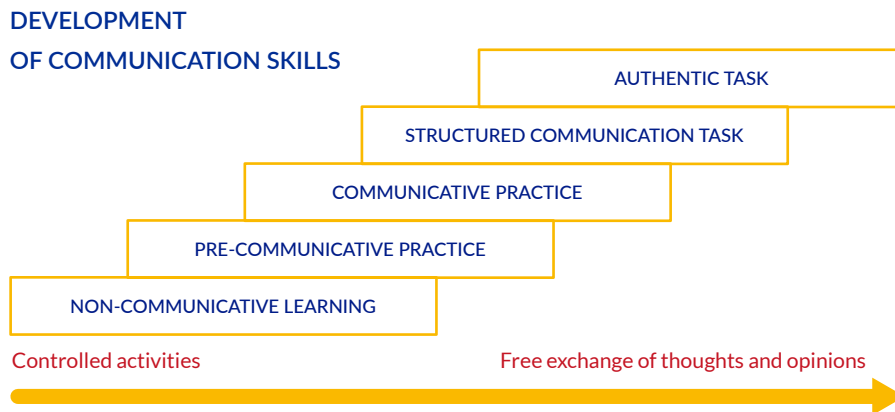 DEVELOPMENT
OF COMMUNICATION SKILLS
AUTHENTIC TASK
STRUCTURED COMMUNICATION TASK
COMMUNICATIVE PRACTICE
PRE-COMMUNICATIVE PRACTICE
NON-COMMUNICATIVE LEARNING
Controlled activities
Free exchange of thoughts and opinions